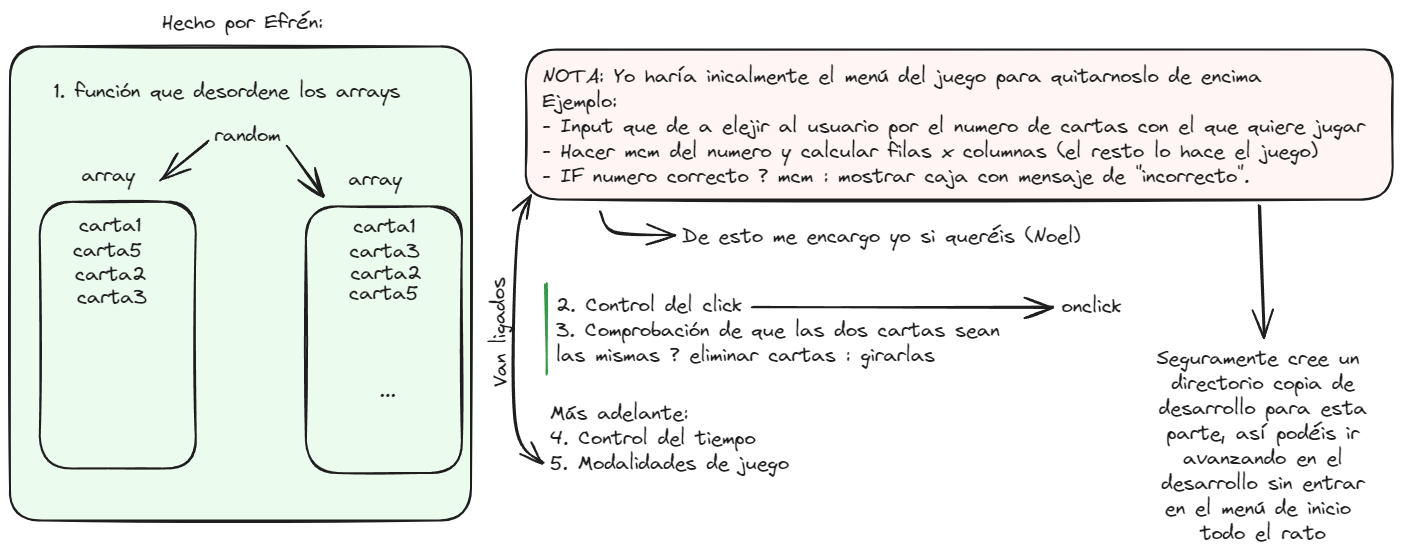 Hecho por Efrén:
1. función que desordene los arrays
random
array
carta1
carta5
carta2
carta3
array
carta1
carta3
carta2
carta5
...
NOTA: Yo haría inicalmente el menú del juego para quitarnoslo de encima
Ejemplo:
- Input que de a elejir al usuario por el numero de cartas con el que quiere jugar
- Hacer mcm del numero y calcular filas x columnas (el resto lo hace el juego)
- IF numero correcto ? mcm : mostrar caja con mensaje de "incorrecto".
De esto me encargo yo si queréis (Noel)
Van ligados
2. Control del click
onclick
3. Comprobación de que las dos cartas sean
las mismas ? eliminar cartas : girarlas
Más adelante:
4. Control del tiempo
5. Modalidades de juego
Seguramente cree un
directorio copia de
desarrollo para esta
parte, así podéis ir
avanzando en el
desarrollo sin entrar
en el menú de inicio
todo el rato